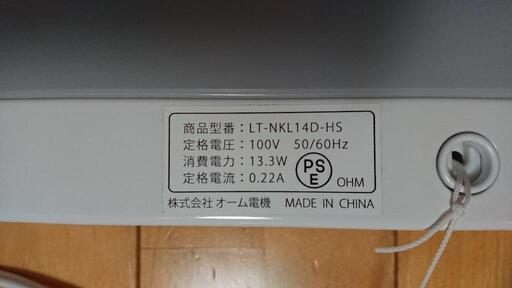 商品型番：LT-NKL14D-HS
定格電圧：100V 50/60Hz
消費電力：13.3W
定格電流：0.22A
PS
E
OHM
株式会社 オーム電機 MADE IN CHINA